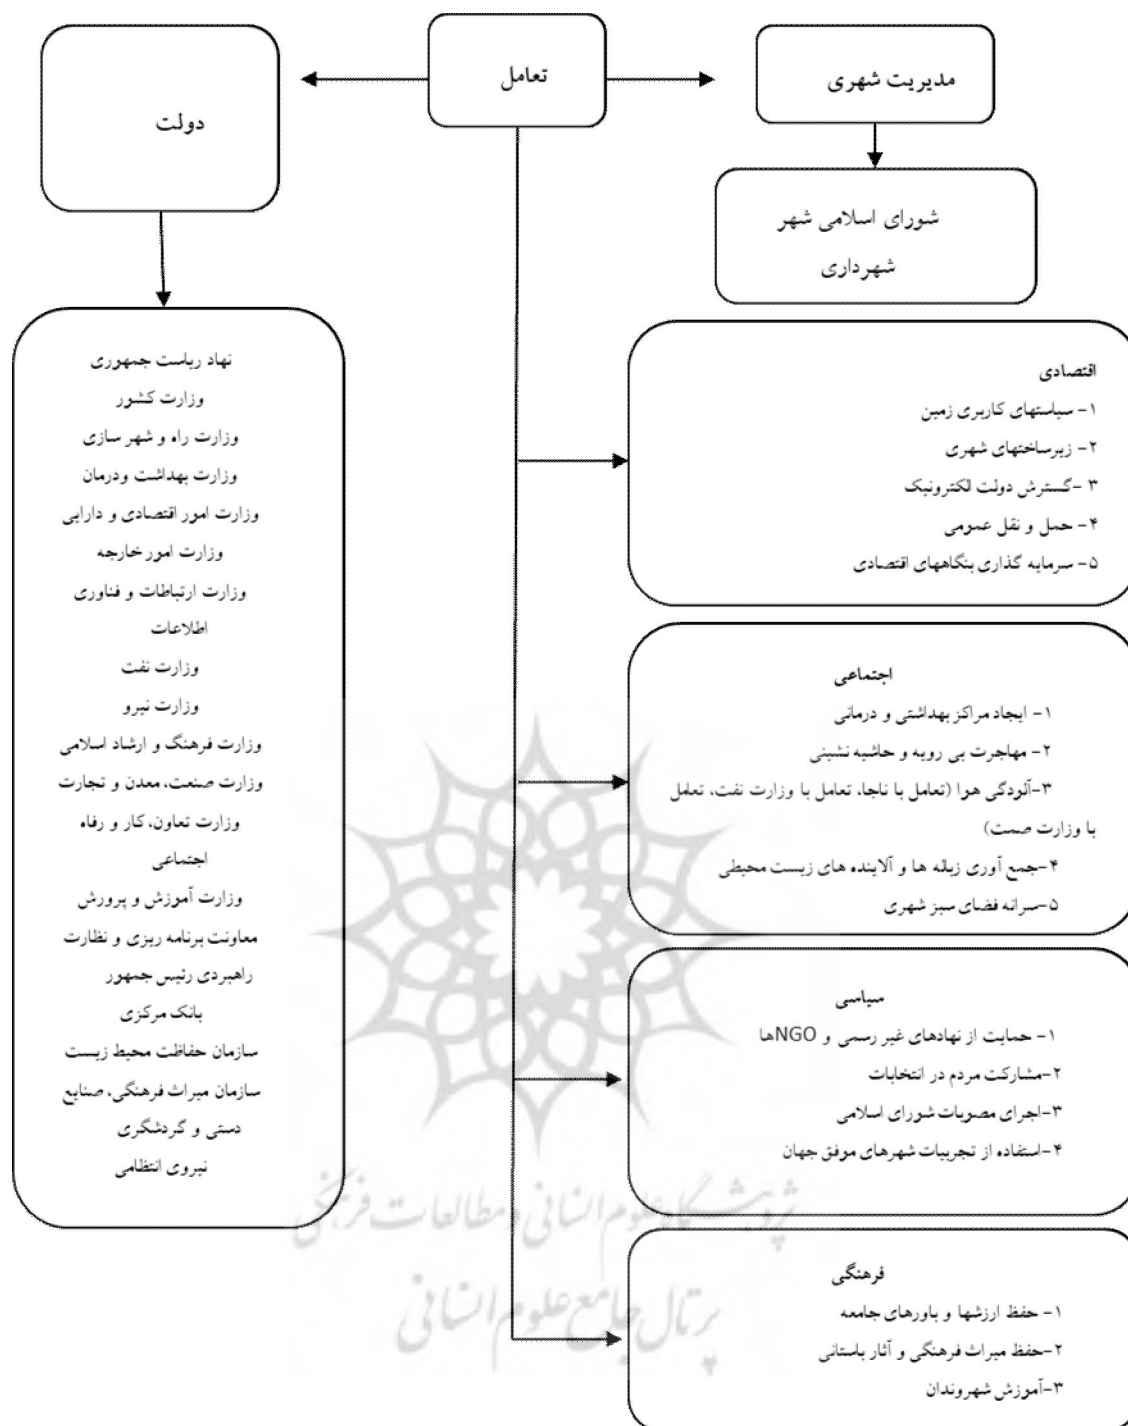 تعامل
مدیریت شهری
دولت
شورای اسلامی شهر
شهرداری
نهاد ریاست جمهوری
وزارت کشور
وزارت راه و شهر سازی
وزارت بهداشت ودرمان
وزارت امور اقتصادی و دارایی
وزارت امور خارجه
وزارت ارتباطات و فناوری
اطلاعات
وزارت نفت
وزارت نیرو
وزارت فرهنگ و ارشاد اسلامی
وزارت صنعت، معدن و تجارت
وزارت تعاون، کار و رفاه
اجتماعی
وزارت آموزش و پرورش
معاونت برنامه ریزی و نظارت
راهبردی رئیس جمهور
بانک مرکزی
سازمان حفاظت محیط زیست
سازمان میراث فرهنگی، صنایع
دستی و گردشگری
نیروی انتظامی
اقتصادی
۱- سیاستهای کاربری زمین
۲- زیرساختهای شهری
۳ -گسترش دولت الکترونیک
۴- حمل و نقل عمومی
۵- سرمایه گذاری بنگاههای اقتصادی
اجتماعی
۱- ایجاد مراکز بهداشتی و درمانی
۲- مهاجرت بی رویه و حاشیه نشینی
۳-آلودگی هوا (تعامل با ناجا، تعامل با وزارت نفت، تعامل
با وزارت صمت)
۴-جمع آوری زباله ها و آلاینده های زیست محیطی
۵-سرانه فضای سبز شهری
سیاسی
۱- حمایت از نهادهای غیر رسمی و NGOها
۲-مشارکت مردم در انتخابات
۳-اجرای مصوبات شورای اسلامی
۴-استفاده از تجربیات شهرهای موفق جهان
فرهنگی
۱- حفظ ارزشها و باورهای جامعه
۲-حفظ میراث فرهنگی و آثار باستانی
۳-آموزش شهروندان
پژوهشگاه علوم انسانی و مطالعات فرهنگی
پرتال جامع علوم انسانی